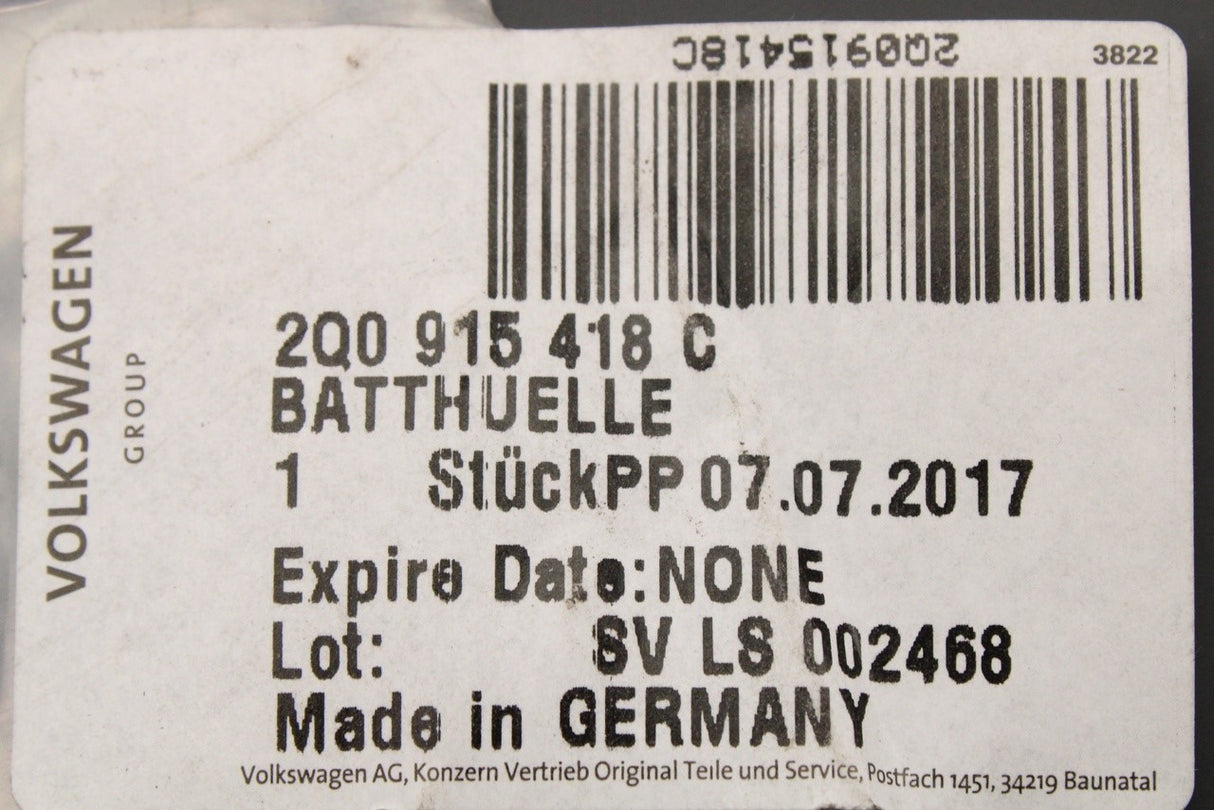 2Q0915418C
3822
VOLKSWAGEN
GROUP
2Q0 915 418 C
BATTHUELLE
1 StückPP 07.07.2017
Expire Date:NONE
Lot: SV LS 002468
Made in GERMANY
Volkswagen AG, Konzern Vertrieb Original Teile und Service, Postfach 1451, 34219 Baunatal